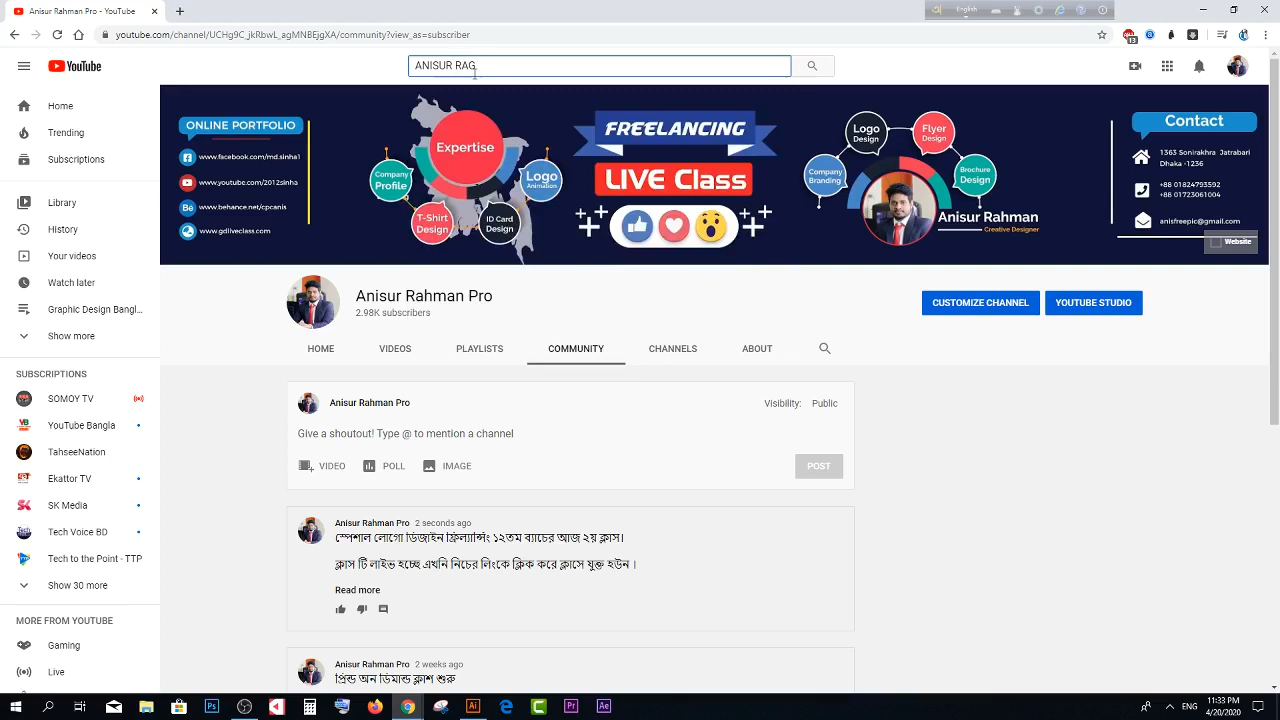 Anisur Rahman Pro - YouTube
English
youtube.com/channel/UCHg9C_jkRbwL_agMNBEjgXA/community?view_as=subscriber
13
YouTube
ANISUR RAG
Home
Trending
Subscriptions
Library
History
Your videos
Watch later
Graphic Design Bangl...
Show more
SUBSCRIPTIONS
SOMOY TV
YouTube Bangla
TahseeNation
Ekattor TV
SK Media
Tech Voice BD
Tech to the Point - TTP
Show 30 more
MORE FROM YOUTUBE
Gaming
Live
ONLINE PORTFOLIO
www.facebook.com/md.sinha1
www.youtube.com/2012sinha
www.behance.net/cpcanis
www.gdliveclass.com
Expertise
Company Profile
Logo Animation
T-Shirt Design
ID Card Design
FREELANCING
LIVE Class
Logo Design
Flyer Design
Company Branding
Brochure Design
Anisur Rahman
Creative Designer
Contact
1363 Sonirakhra Jatrabari
Dhaka -1236
+88 01824793592
+88 01723061004
anisfreepic@gmail.com
Website
Anisur Rahman Pro
2.98K subscribers
CUSTOMIZE CHANNEL
YOUTUBE STUDIO
HOME VIDEOS PLAYLISTS COMMUNITY CHANNELS ABOUT
Anisur Rahman Pro
Visibility: Public
Give a shoutout! Type @ to mention a channel
VIDEO POLL IMAGE
POST
Anisur Rahman Pro 2 seconds ago
স্পেশাল লোগো ডিজাইন ফ্রিল্যান্সিং ১২তম ব্যাচের আজ ২য় ক্লাস।
ক্লাস টি লাইভ হচ্ছে এখনি নিচের লিংকে ক্লিক করে ক্লাসে যুক্ত হউন ।
Read more
Anisur Rahman Pro 2 weeks ago
প্রিন্ড অন ডিমান্ড ক্লাশ শুরু
ENG
11:33 PM
4/20/2020